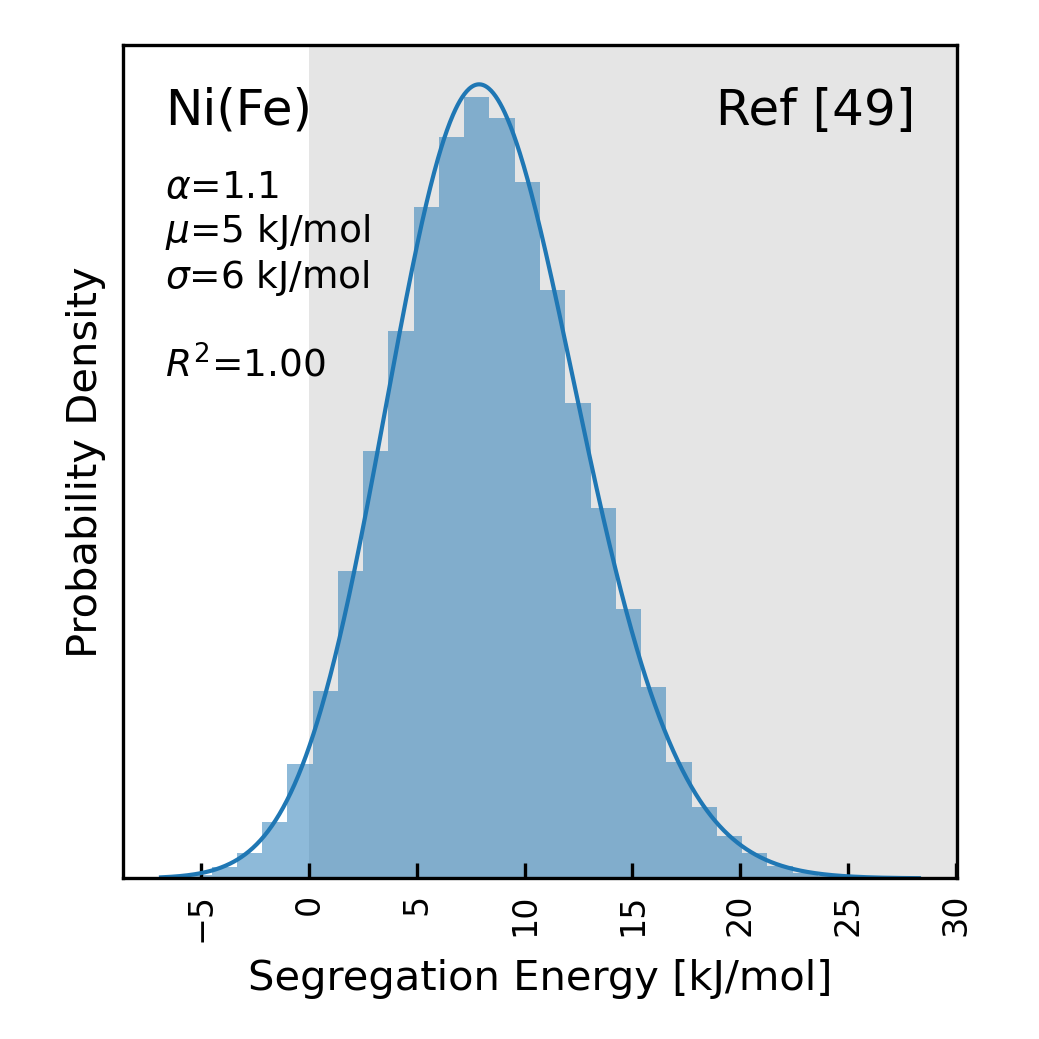 Ni(Fe)
Ref [49]
α=1.1
μ=5 kJ/mol
σ=6 kJ/mol
R²=1.00
Probability Density
−5 0 5 10 15 20 25 30
Segregation Energy [kJ/mol]